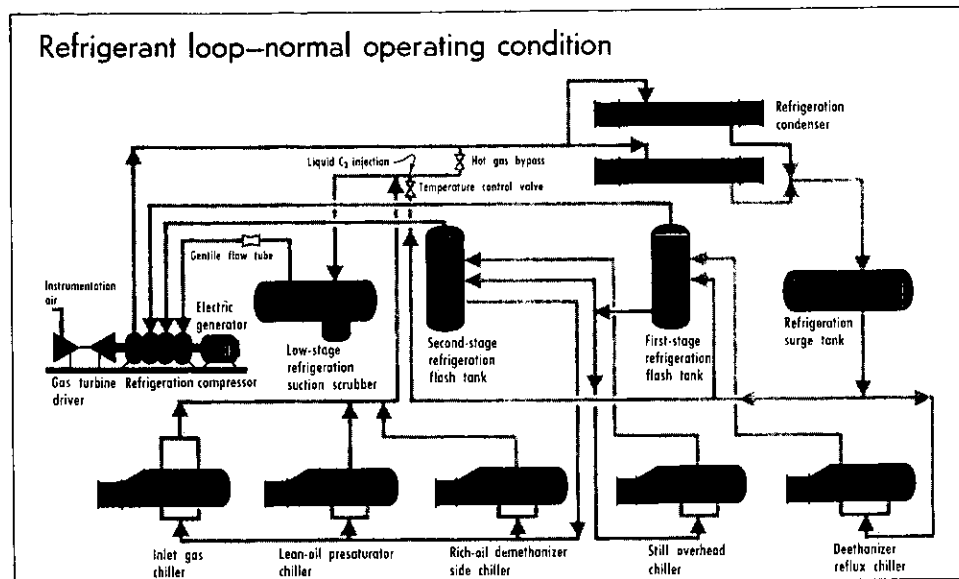 Refrigerant loop—normal operating condition
Refrigeration
condenser
Liquid C₃ injection
Hot gas bypass
Temperature control valve
Gentile flow tube
Instrumentation
air
Electric
generator
Low-stage
refrigeration
suction scrubber
Second-stage
refrigeration
flash tank
First-stage
refrigeration
flash tank
Refrigeration
surge tank
Gas turbine
driver
Refrigeration compressor
Inlet gas
chiller
Lean-oil presaturator
chiller
Rich-oil demethanizer
side chiller
Still overhead
chiller
Deethanizer
reflux chiller